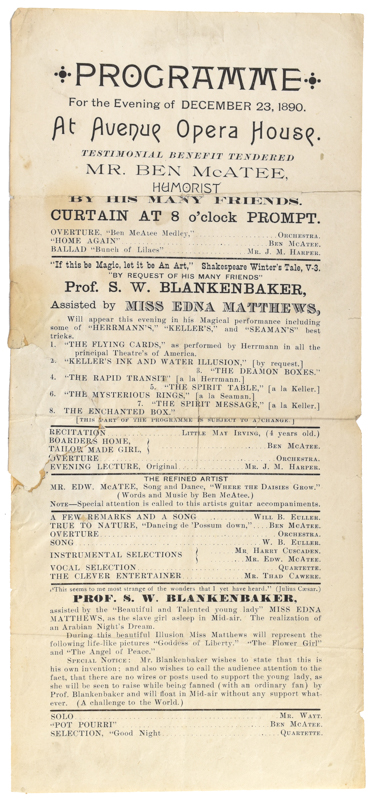 PROGRAMME
For the Evening of DECEMBER 23, 1890.
At Avenue Opera House.
TESTIMONIAL BENEFIT TENDERED
MR. BEN McATEE,
HUMORIST
BY HIS MANY FRIENDS.
CURTAIN AT 8 o'clock PROMPT.
OVERTURE, "Ben McAtee Medley," ORCHESTRA.
"HOME AGAIN" BEN McATEE.
BALLAD "Bunch of Lilacs" MR. J. M. HARPER.
"If this be Magic, let it be An Art," Shakespeare Winter's Tale, V-3.
"BY REQUEST OF HIS MANY FRIENDS"
Prof. S. W. BLANKENBAKER,
Assisted by MISS EDNA MATTHEWS,
Will appear this evening in his Magical performance including
some of "HERRMANN'S," "KELLER'S," and "SEAMAN'S" best
tricks.
1. "THE FLYING CARDS," as performed by Herrmann in all the
principal Theatre's of America.
2. "KELLER'S INK AND WATER ILLUSION," [by request.]
3. "THE DEAMON BOXES."
4. "THE RAPID TRANSIT" [a la Herrmann.]
5. "THE SPIRIT TABLE," [a la Keller.]
6. "THE MYSTERIOUS RINGS," [a la Seaman.]
7. "THE SPIRIT MESSAGE," [a la Keller.]
8. THE ENCHANTED BOX."
[THIS PART OF THE PROGRAMME IS SUBJECT TO A CHANGE.]
RECITATION LITTLE MAY IRVING, (4 years old.)
BOARDERS HOME,
TAILOR MADE GIRL, BEN McATEE.
OVERTURE ORCHESTRA.
EVENING LECTURE, Original MR. J. M. HARPER.
THE REFINED ARTIST
MR. EDW. McATEE, Song and Dance, "WHERE THE DAISIES GROW."
(Words and Music by BEN McATEE.)
NOTE—Special attention is called to this artists guitar accompaniments.
A FEW REMARKS AND A SONG WILL B. EULLER.
TRUE TO NATURE, "Dancing de 'Possum down," BEN McATEE.
OVERTURE ORCHESTRA.
SONG W. B. EULLER.
INSTRUMENTAL SELECTIONS { MR. HARRY CUSCADEN.
MR. EDW. McATEE.
VOCAL SELECTION QUARTETTE.
THE CLEVER ENTERTAINER MR. THAD CAWERE.
"This seems to me most strange of the wonders that I yet have heard." (Julius Cæsar.)
PROF. S. W. BLANKENBAKER,
assisted by the "Beautiful and Talented young lady" MISS EDNA
MATTHEWS, as the slave girl asleep in Mid-air. The realization of
an Arabian Night's Dream.
During this beautiful Illusion Miss Matthews will represent the
following life-like pictures "Goddess of Liberty." "The Flower Girl"
and "The Angel of Peace."
SPECIAL NOTICE: Mr. Blankenbaker wishes to state that this is
his own invention; and also wishes to call the audience attention to the
fact, that there are no wires or posts used to support the young lady, as
she will be seen to raise while being fanned (with an ordinary fan) by
Prof. Blankenbaker and will float in Mid-air without any support what-
ever. (A challenge to the World.)
SOLO MR. WATT.
"POT POURRI" BEN McATEE.
SELECTION, "Good Night QUARTETTE.